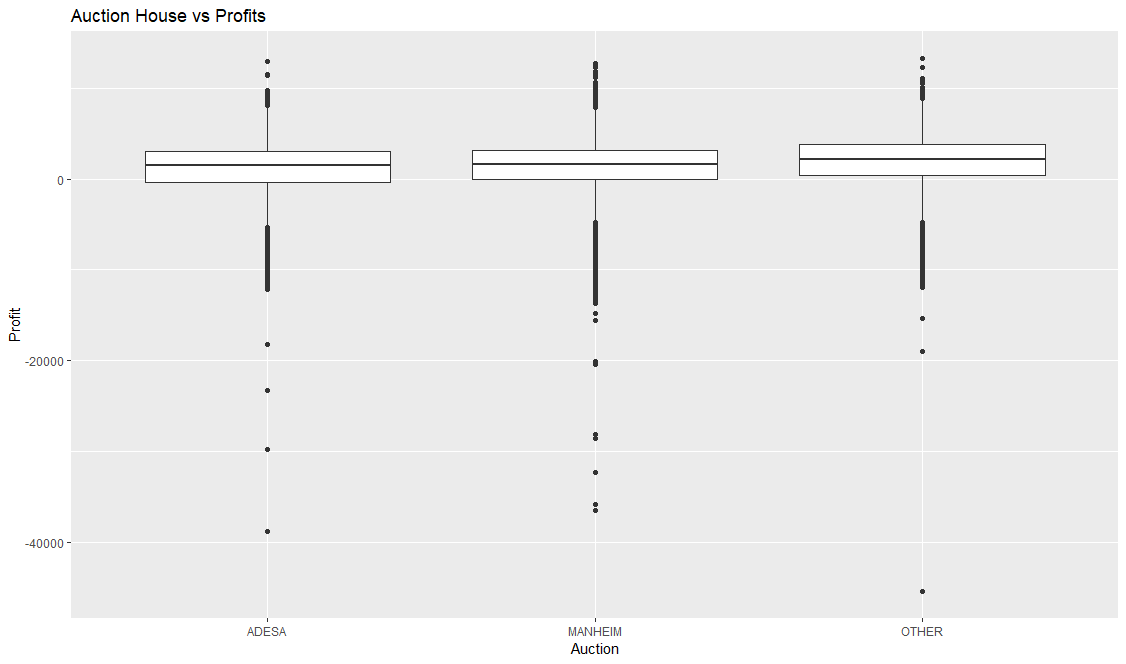 Auction House vs Profits
0
-20000
-40000
Profit
ADESA MANHEIM OTHER
Auction